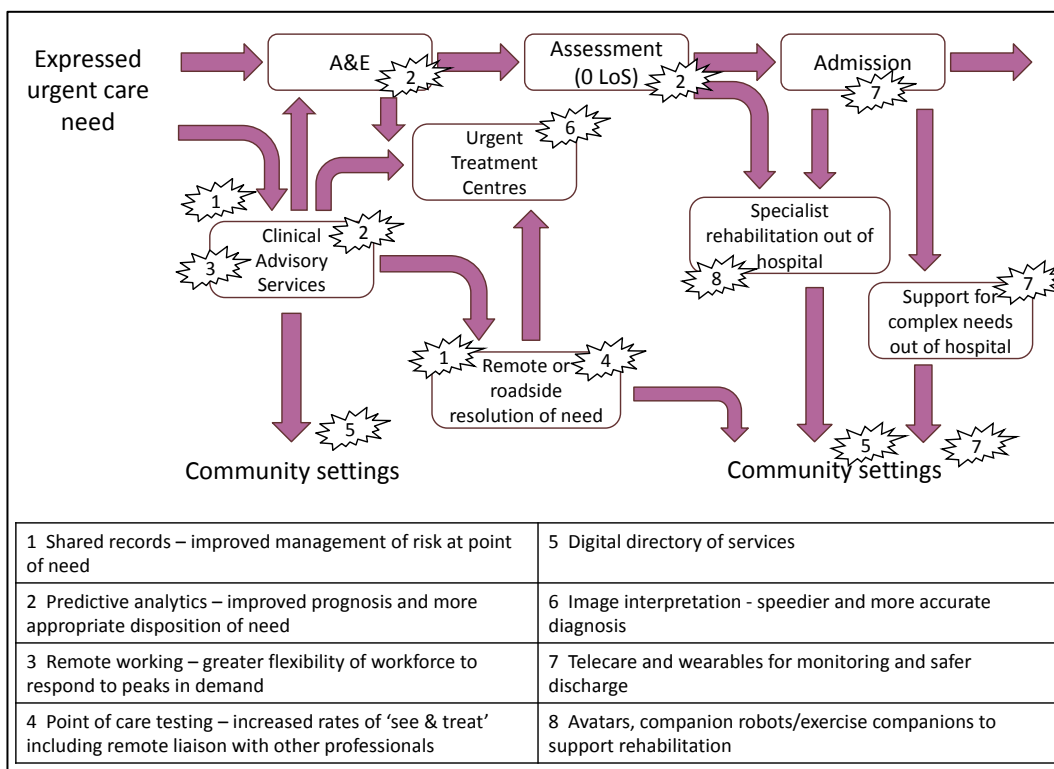 Expressed
urgent care
need
A&E
2
Assessment
(0 LoS)
2
Admission
7
Urgent
Treatment
Centres
6
1
Clinical
Advisory
Services
2
3
Specialist
rehabilitation out of
hospital
8
Support for
complex needs
out of hospital
7
1
Remote or
roadside
resolution of need
4
5
Community settings
5
7
Community settings
1 Shared records – improved management of risk at point
of need
5 Digital directory of services
2 Predictive analytics – improved prognosis and more
appropriate disposition of need
6 Image interpretation - speedier and more accurate
diagnosis
3 Remote working – greater flexibility of workforce to
respond to peaks in demand
7 Telecare and wearables for monitoring and safer
discharge
4 Point of care testing – increased rates of ‘see & treat’
including remote liaison with other professionals
8 Avatars, companion robots/exercise companions to
support rehabilitation